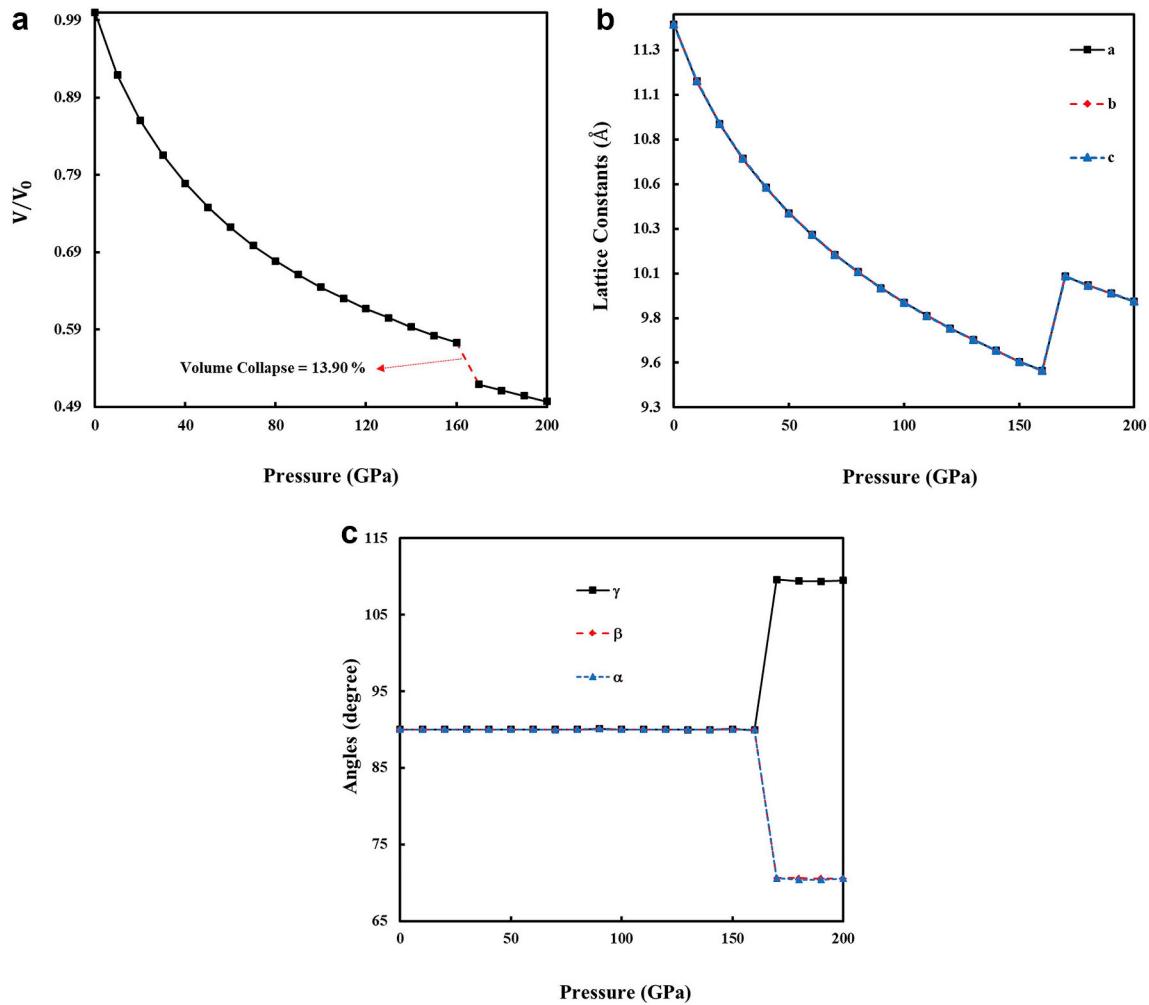 a
0.99
0.89
0.79
0.69
0.59
0.49
V/V0
Volume Collapse = 13.90 %
0
40
80
120
160
200
Pressure (GPa)
b
11.3
11.1
10.8
10.6
10.3
10.1
9.8
9.6
9.3
Lattice Constants (Å)
a
b
c
0
50
100
150
200
Pressure (GPa)
c
115
105
95
85
75
65
Angles (degree)
γ
β
α
0
50
100
150
200
Pressure (GPa)